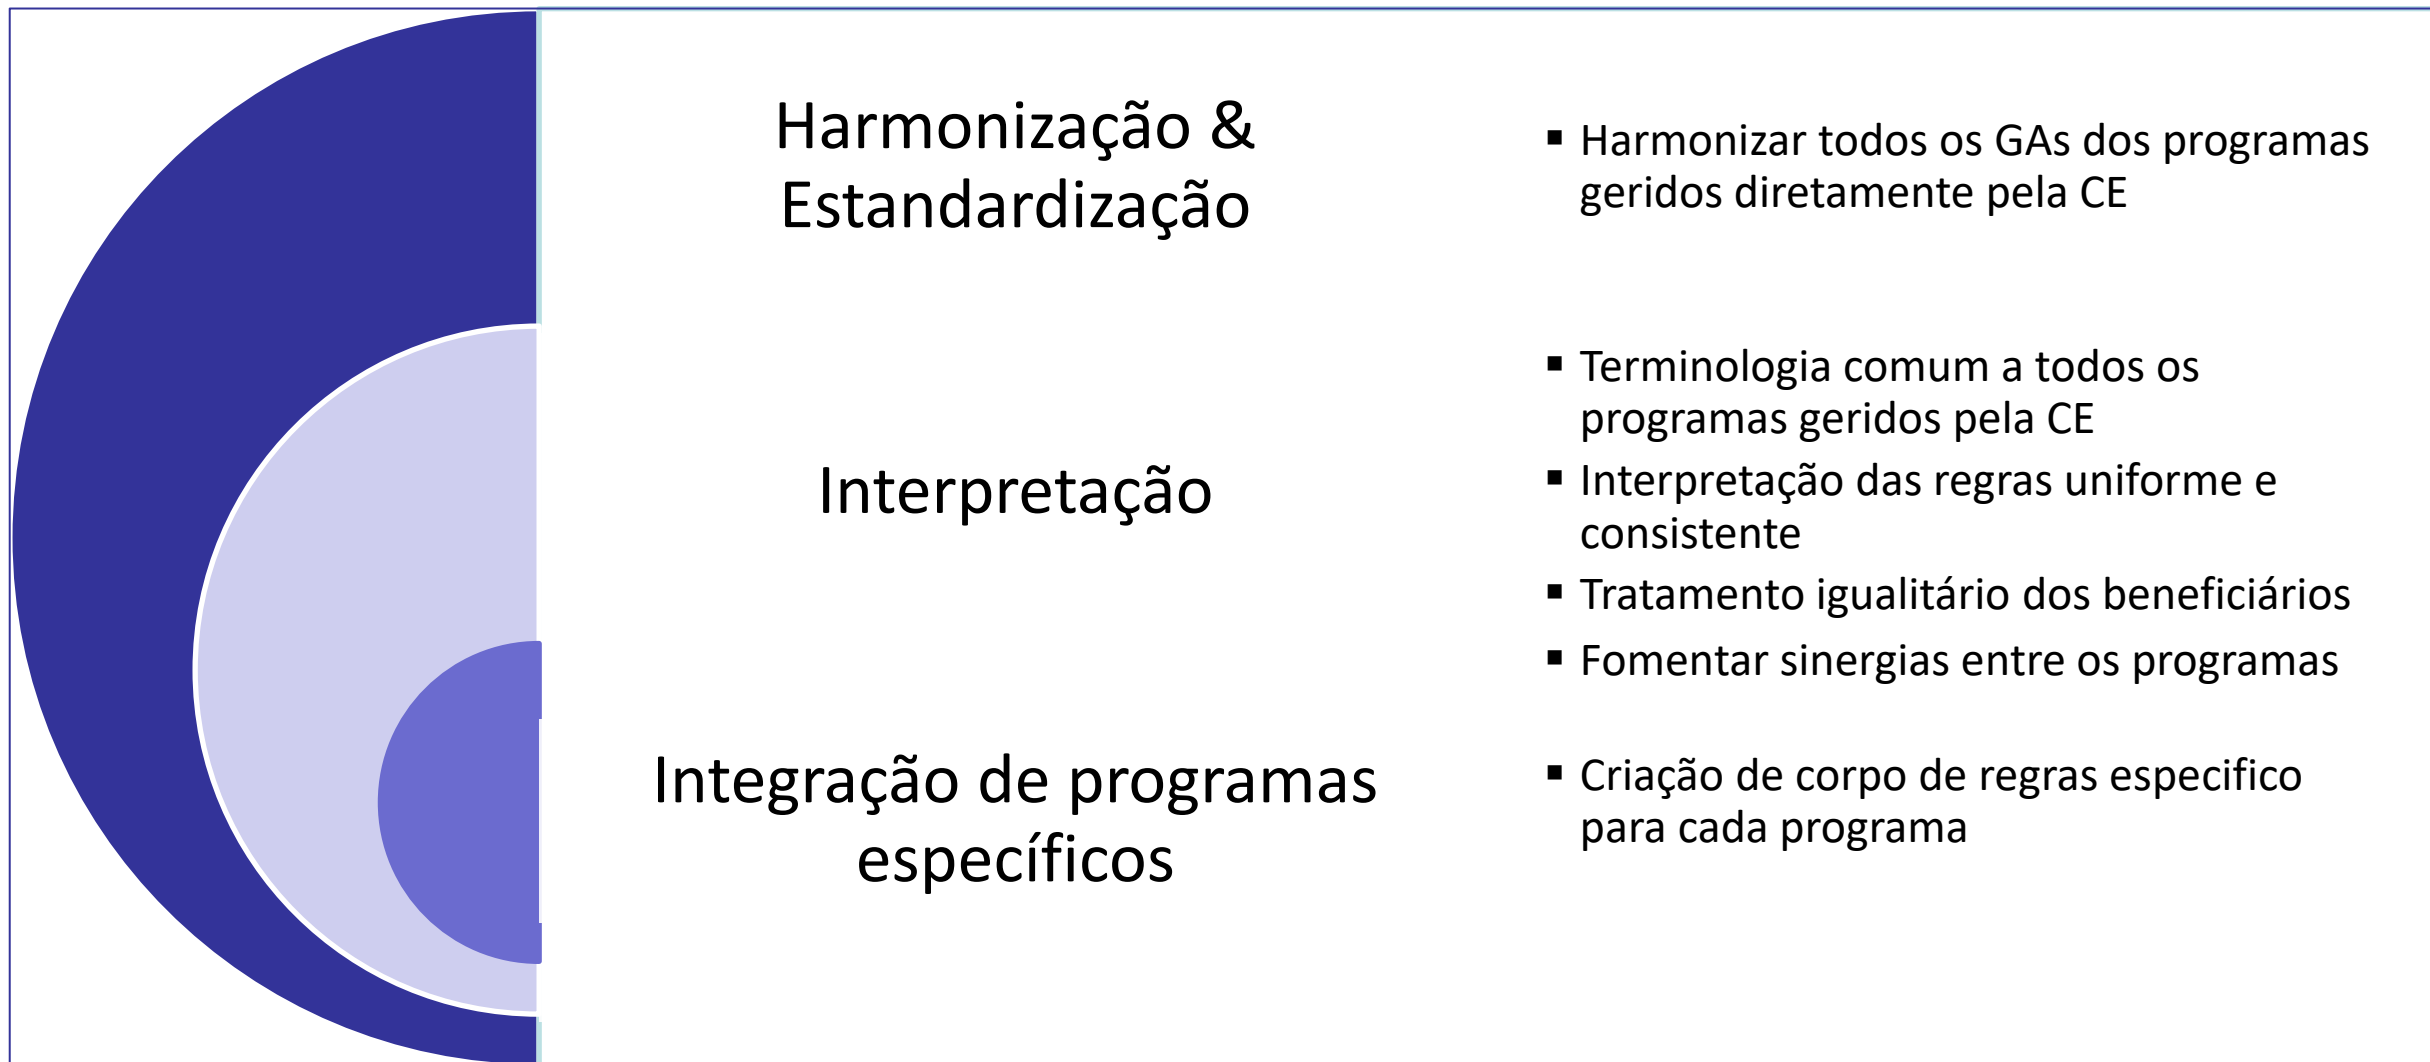 Harmonização &
Estandardização
▪ Harmonizar todos os GAs dos programas
geridos diretamente pela CE
Interpretação
▪ Terminologia comum a todos os
programas geridos pela CE
▪ Interpretação das regras uniforme e
consistente
▪ Tratamento igualitário dos beneficiários
▪ Fomentar sinergias entre os programas
Integração de programas
específicos
▪ Criação de corpo de regras especifico
para cada programa